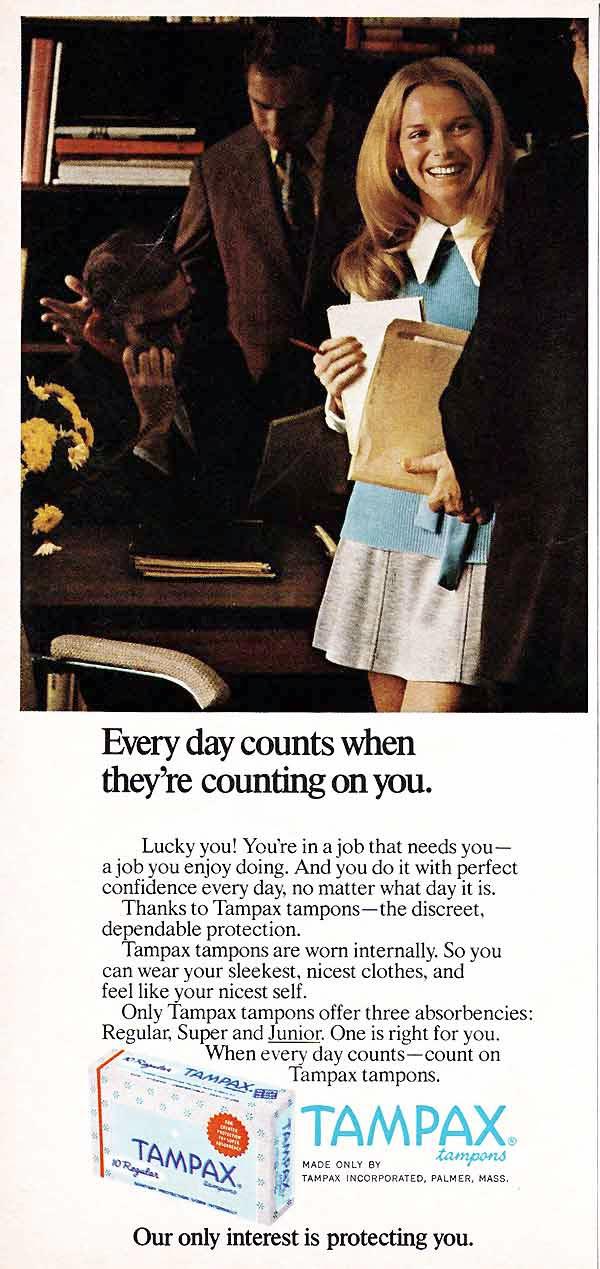 Every day counts when
they're counting on you.
Lucky you! You're in a job that needs you—
a job you enjoy doing. And you do it with perfect
confidence every day, no matter what day it is.
Thanks to Tampax tampons—the discreet,
dependable protection.
Tampax tampons are worn internally. So you
can wear your sleekest, nicest clothes, and
feel like your nicest self.
Only Tampax tampons offer three absorbencies:
Regular, Super and Junior. One is right for you.
When every day counts—count on
Tampax tampons.
10 Regular TAMPAX
TAMPAX
tampons
10 Regular
TAMPAX
TAMPAX®
tampons
MADE ONLY BY
TAMPAX INCORPORATED, PALMER, MASS.
Our only interest is protecting you.